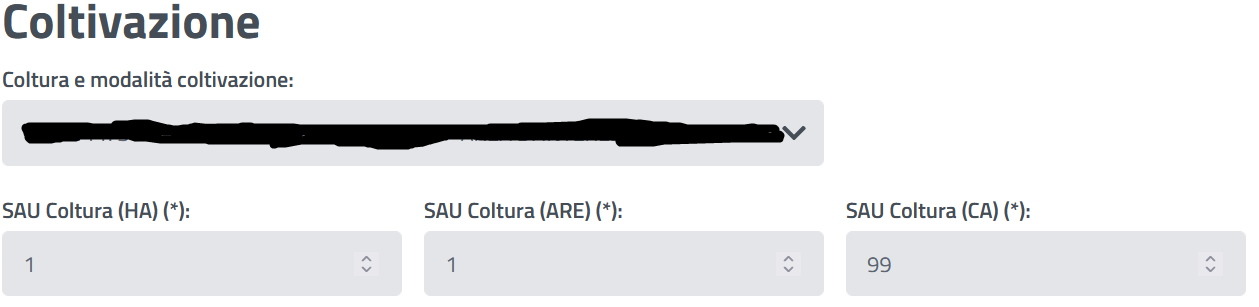 Coltivazione
Coltura e modalità coltivazione:
SAU Coltura (HA) (*): SAU Coltura (ARE) (*): SAU Coltura (CA) (*):
1 1 99